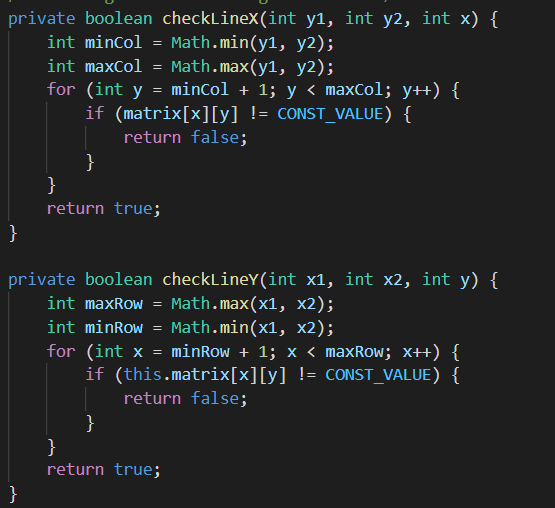 private boolean checkLineX(int y1, int y2, int x) {
    int minCol = Math.min(y1, y2);
    int maxCol = Math.max(y1, y2);
    for (int y = minCol + 1; y < maxCol; y++) {
        if (matrix[x][y] != CONST_VALUE) {
            return false;
        }
    }
    return true;
}

private boolean checkLineY(int x1, int x2, int y) {
    int maxRow = Math.max(x1, x2);
    int minRow = Math.min(x1, x2);
    for (int x = minRow + 1; x < maxRow; x++) {
        if (this.matrix[x][y] != CONST_VALUE) {
            return false;
        }
    }
    return true;
}